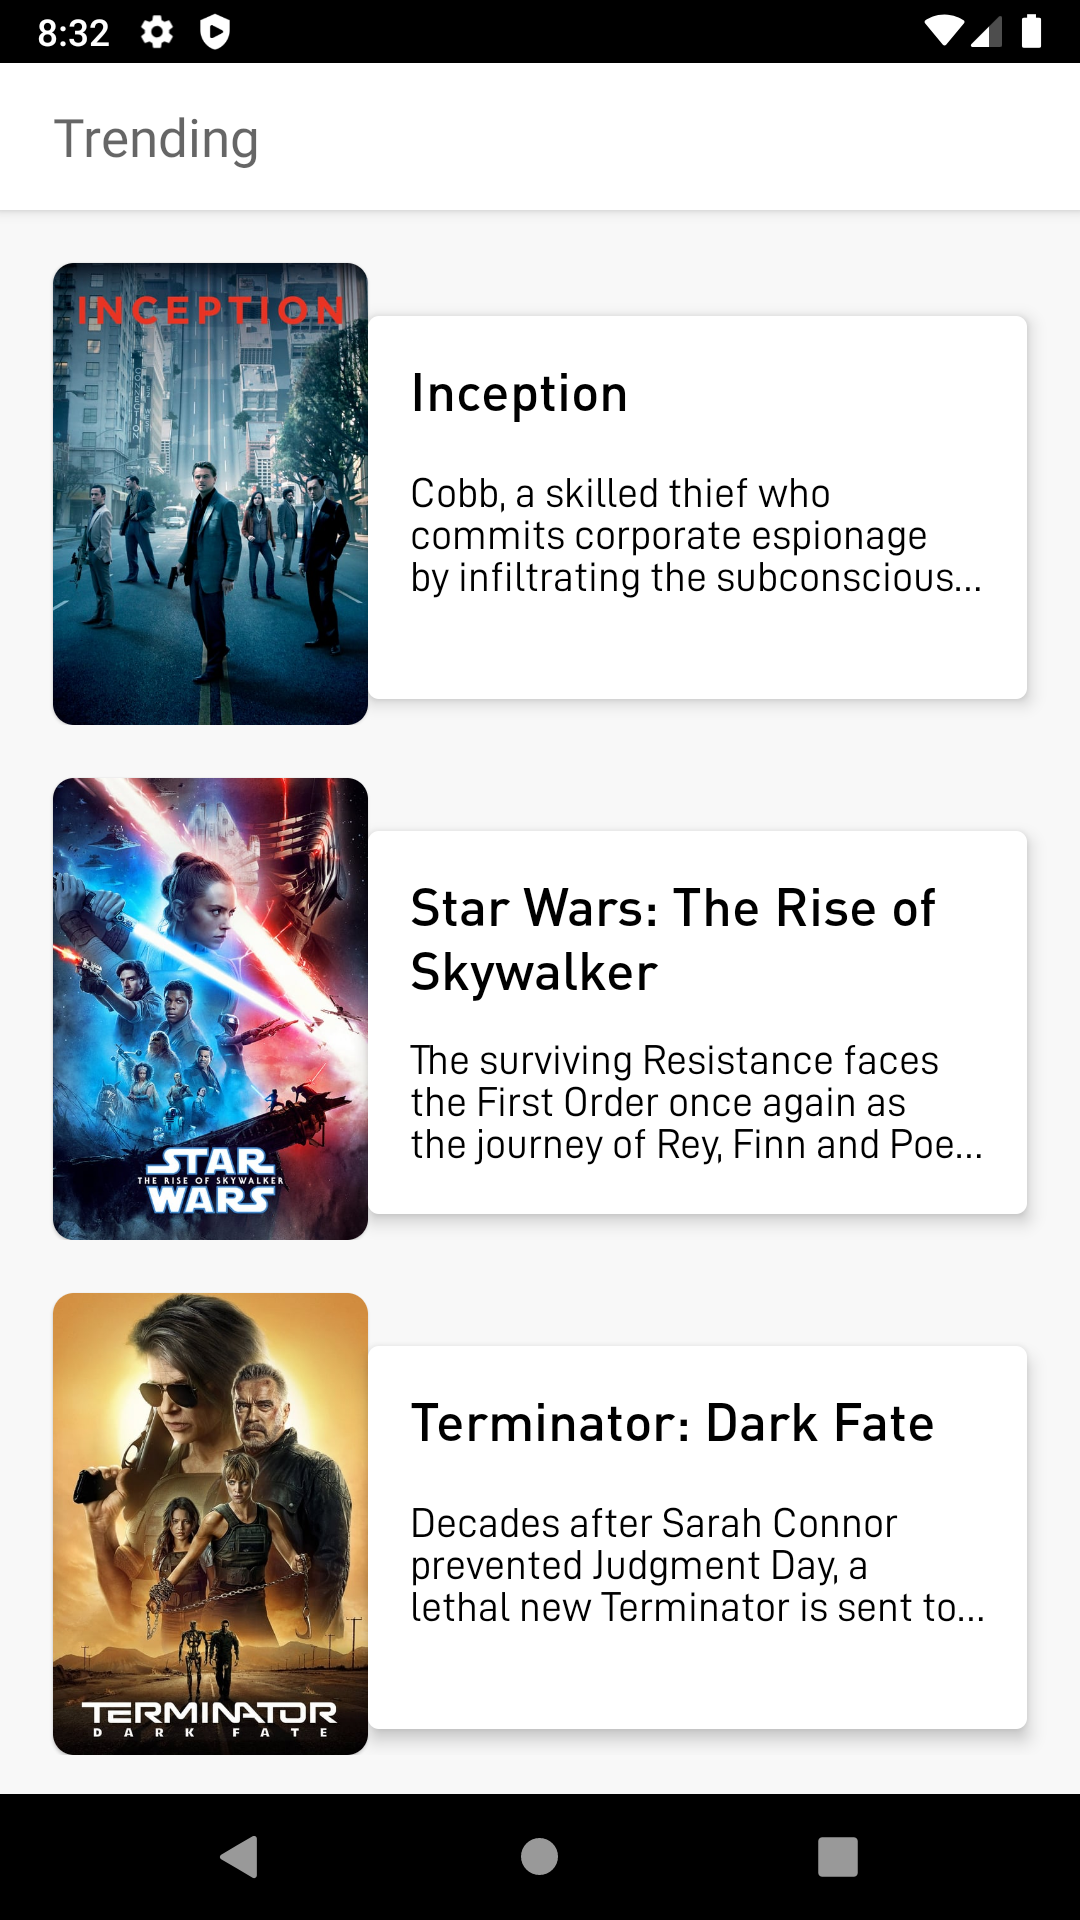 8:32
Trending
INCEPTION
Inception
Cobb, a skilled thief who
commits corporate espionage
by infiltrating the subconscious...
Star Wars: The Rise of
Skywalker
The surviving Resistance faces
the First Order once again as
the journey of Rey, Finn and Poe...
STAR
THE RISE OF SKYWALKER
WARS
Terminator: Dark Fate
Decades after Sarah Connor
prevented Judgment Day, a
lethal new Terminator is sent to...
TERMINATOR
DARK FATE